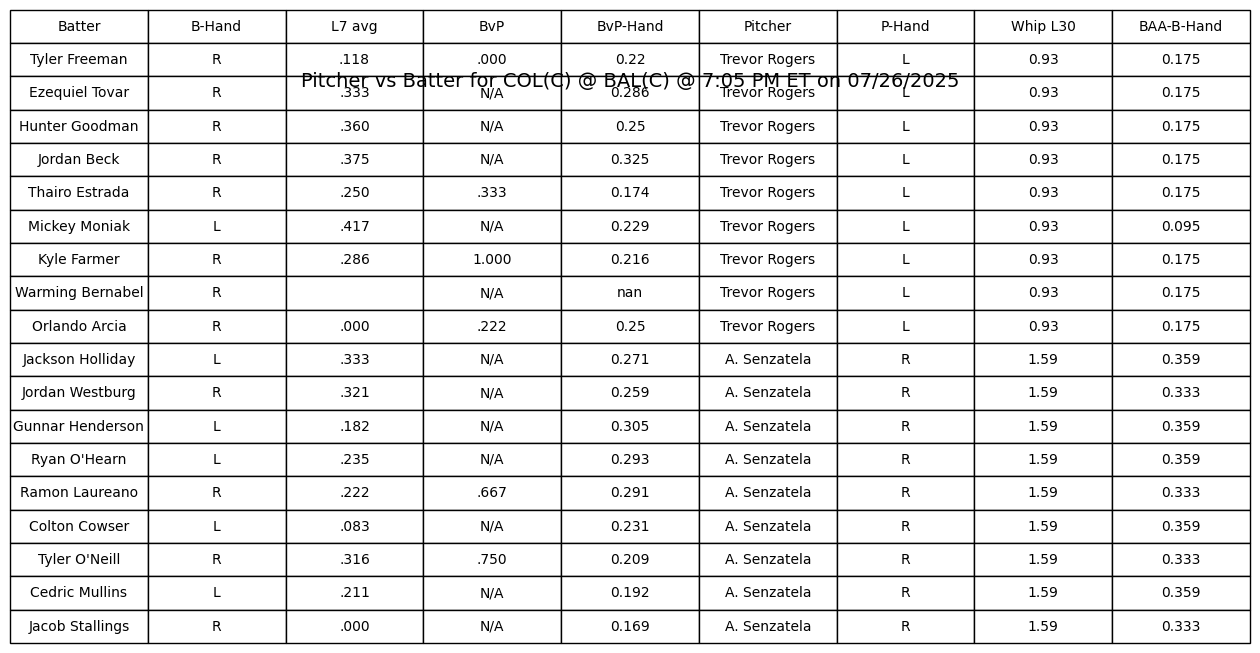 Batter B-Hand L7 avg BvP BvP-Hand Pitcher P-Hand Whip L30 BAA-B-Hand
Tyler Freeman R .118 .000 0.22 Trevor Rogers L 0.93 0.175
Pitcher vs Batter for COL(C) @ BAL(C) @ 7:05 PM ET on 07/26/2025
Ezequiel Tovar R .333 N/A 0.286 Trevor Rogers L 0.93 0.175
Hunter Goodman R .360 N/A 0.25 Trevor Rogers L 0.93 0.175
Jordan Beck R .375 N/A 0.325 Trevor Rogers L 0.93 0.175
Thairo Estrada R .250 .333 0.174 Trevor Rogers L 0.93 0.175
Mickey Moniak L .417 N/A 0.229 Trevor Rogers L 0.93 0.095
Kyle Farmer R .286 1.000 0.216 Trevor Rogers L 0.93 0.175
Warming Bernabel R N/A nan Trevor Rogers L 0.93 0.175
Orlando Arcia R .000 .222 0.25 Trevor Rogers L 0.93 0.175
Jackson Holliday L .333 N/A 0.271 A. Senzatela R 1.59 0.359
Jordan Westburg R .321 N/A 0.259 A. Senzatela R 1.59 0.333
Gunnar Henderson L .182 N/A 0.305 A. Senzatela R 1.59 0.359
Ryan O'Hearn L .235 N/A 0.293 A. Senzatela R 1.59 0.359
Ramon Laureano R .222 .667 0.291 A. Senzatela R 1.59 0.333
Colton Cowser L .083 N/A 0.231 A. Senzatela R 1.59 0.359
Tyler O'Neill R .316 .750 0.209 A. Senzatela R 1.59 0.333
Cedric Mullins L .211 N/A 0.192 A. Senzatela R 1.59 0.359
Jacob Stallings R .000 N/A 0.169 A. Senzatela R 1.59 0.333